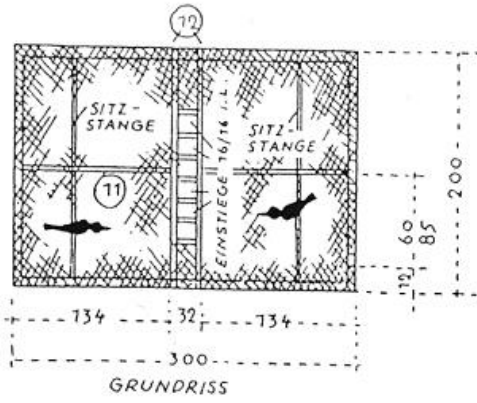 12
SITZ-
STANGE
EINSTIEGE 16/16 I.L.
SITZ-
STANGE
11
200
60
85
12
134
32
134
300
GRUNDRISS